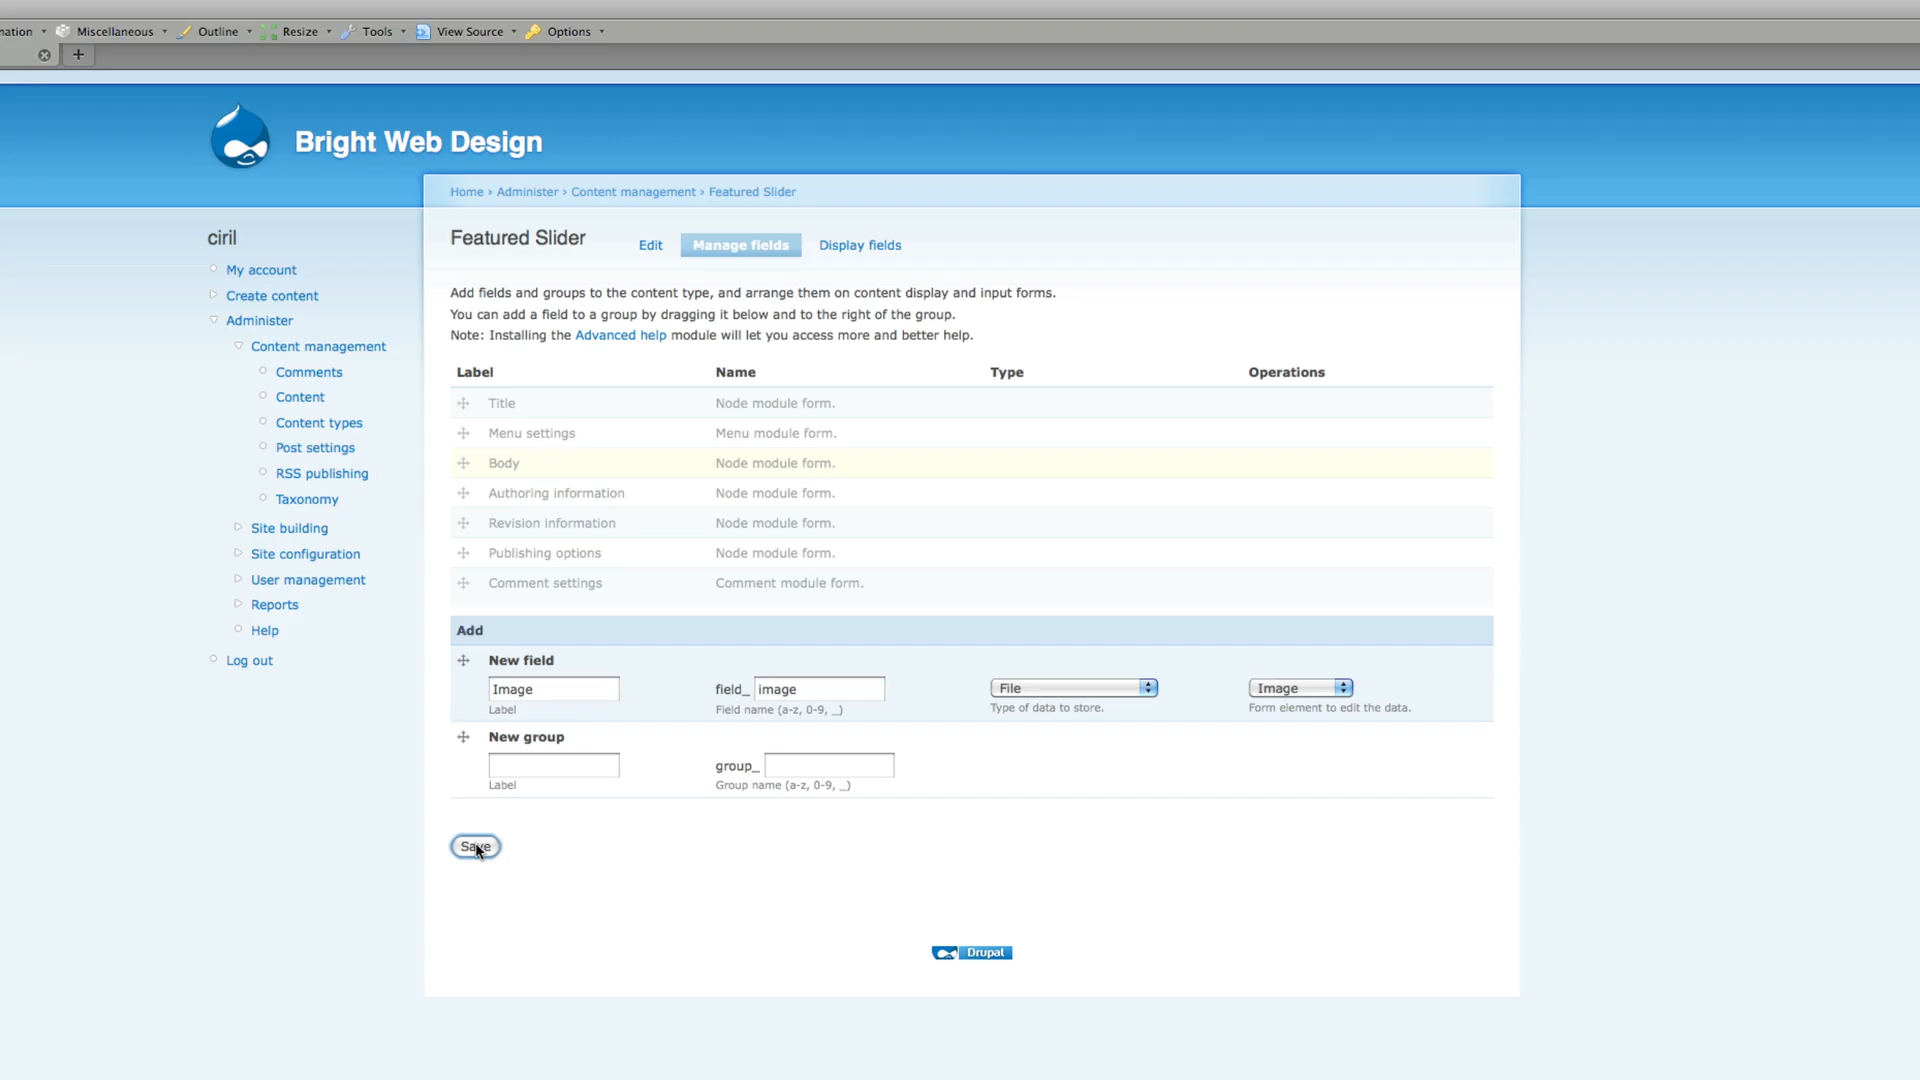 Miscellaneous Outline Resize Tools View Source Options
Bright Web Design
Home › Administer › Content management › Featured Slider
ciril
My account
Create content
Administer
Content management
Comments
Content
Content types
Post settings
RSS publishing
Taxonomy
Site building
Site configuration
User management
Reports
Help
Log out
Featured Slider Edit Manage fields Display fields
Add fields and groups to the content type, and arrange them on content display and input forms.
You can add a field to a group by dragging it below and to the right of the group.
Note: Installing the Advanced help module will let you access more and better help.
Label Name Type Operations
Title Node module form.
Menu settings Menu module form.
Body Node module form.
Authoring information Node module form.
Revision information Node module form.
Publishing options Node module form.
Comment settings Comment module form.
Add
New field
Image field_ image File Image
Label Field name (a-z, 0-9, _) Type of data to store. Form element to edit the data.
New group
group_
Label Group name (a-z, 0-9, _)
Save
Drupal